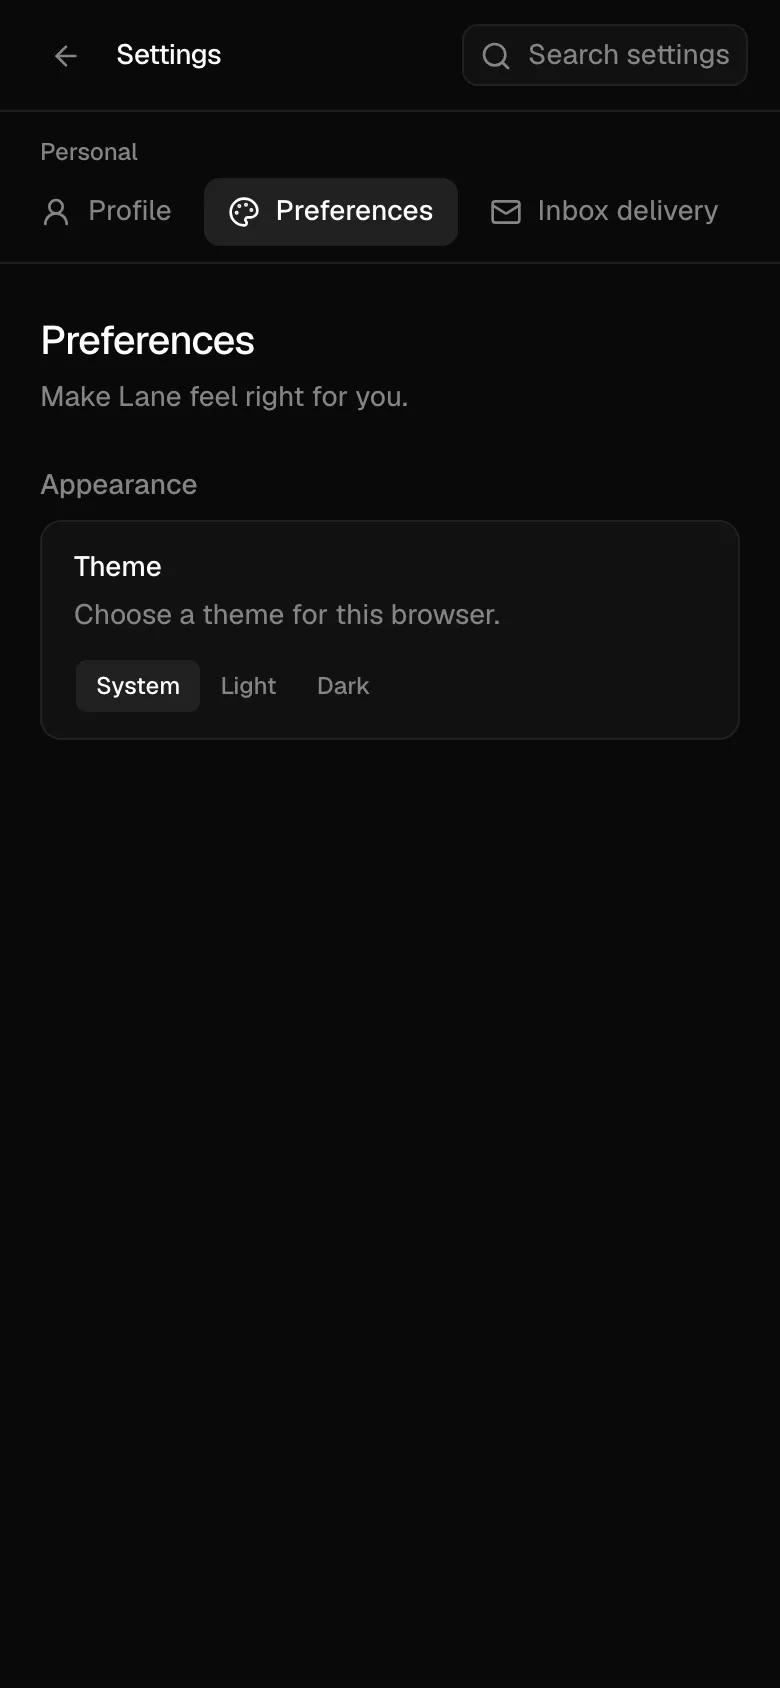 Settings
Search settings
Personal
Profile
Preferences
Inbox delivery
Preferences
Make Lane feel right for you.
Appearance
Theme
Choose a theme for this browser.
System
Light
Dark